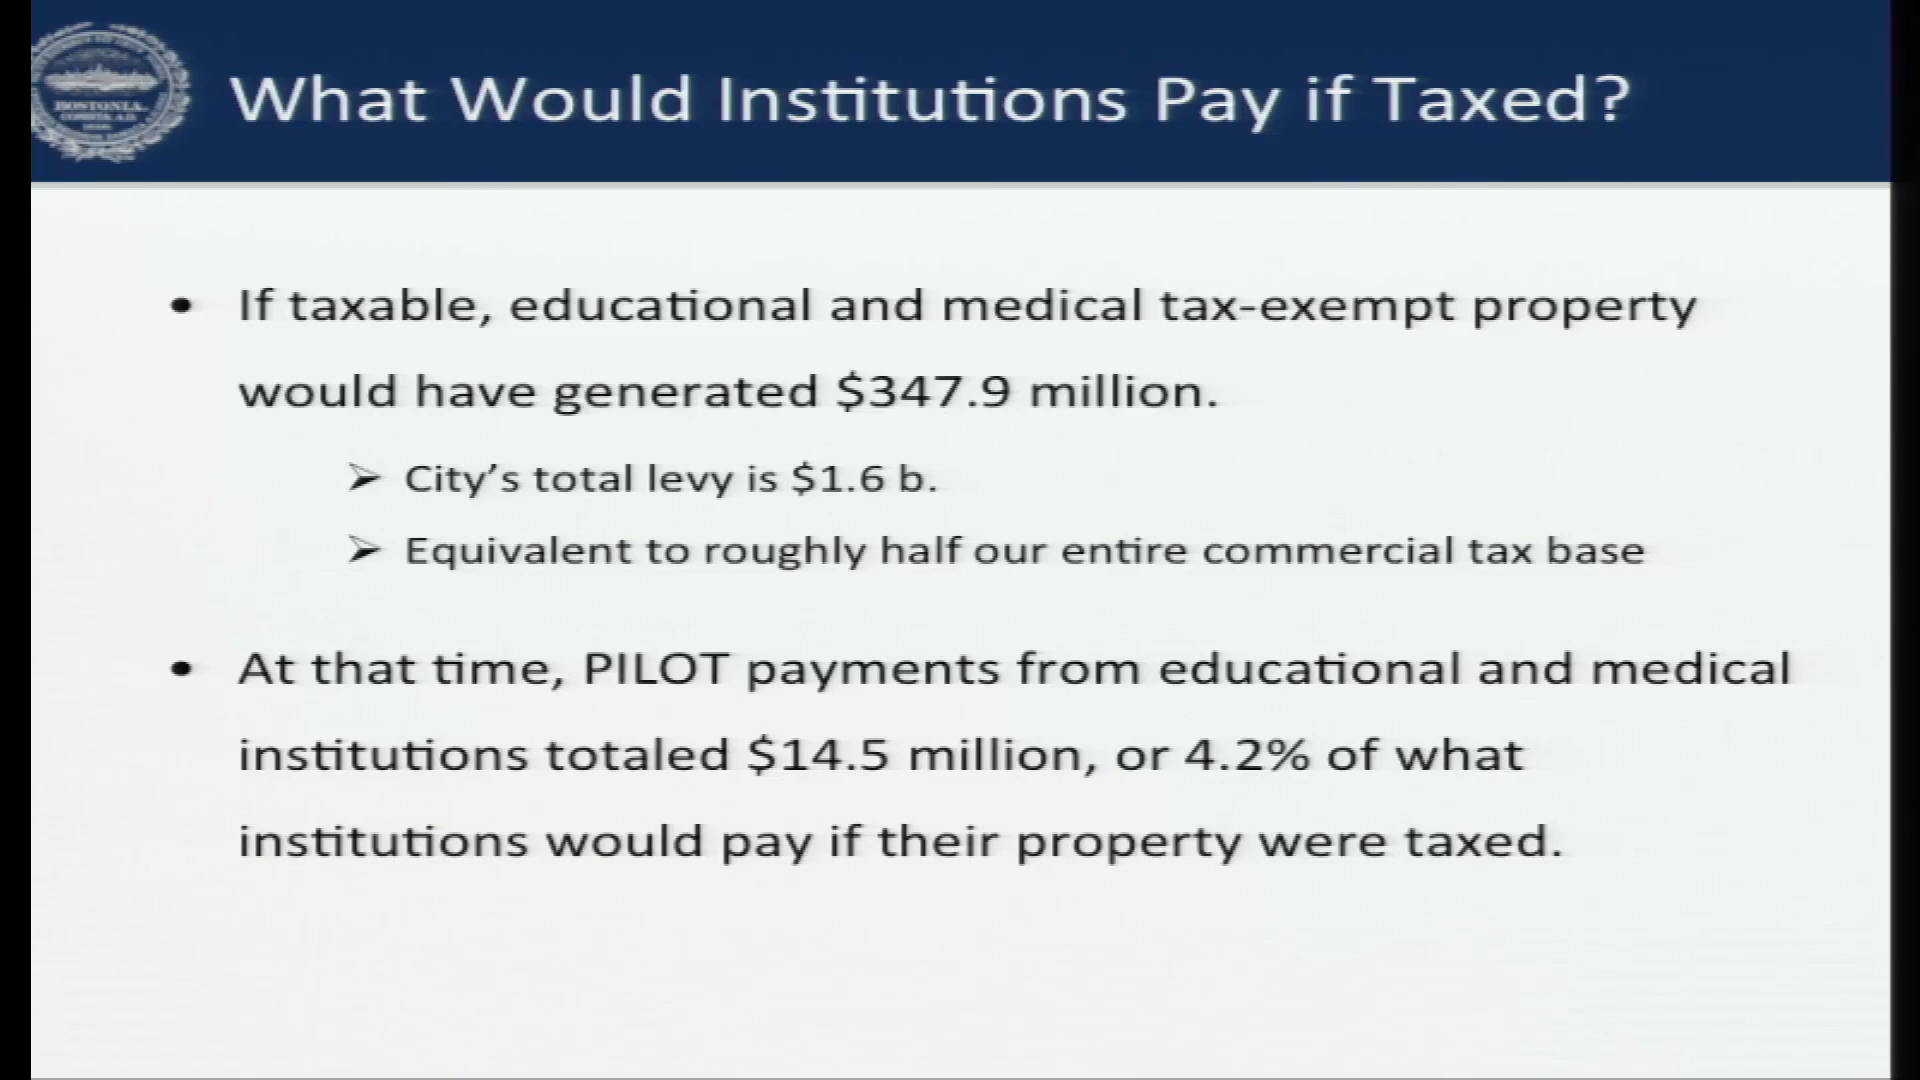 BOSTONIA.
CONDITA A.D.
What Would Institutions Pay if Taxed?
• If taxable, educational and medical tax-exempt property
would have generated $347.9 million.
➢ City’s total levy is $1.6 b.
➢ Equivalent to roughly half our entire commercial tax base
• At that time, PILOT payments from educational and medical
institutions totaled $14.5 million, or 4.2% of what
institutions would pay if their property were taxed.